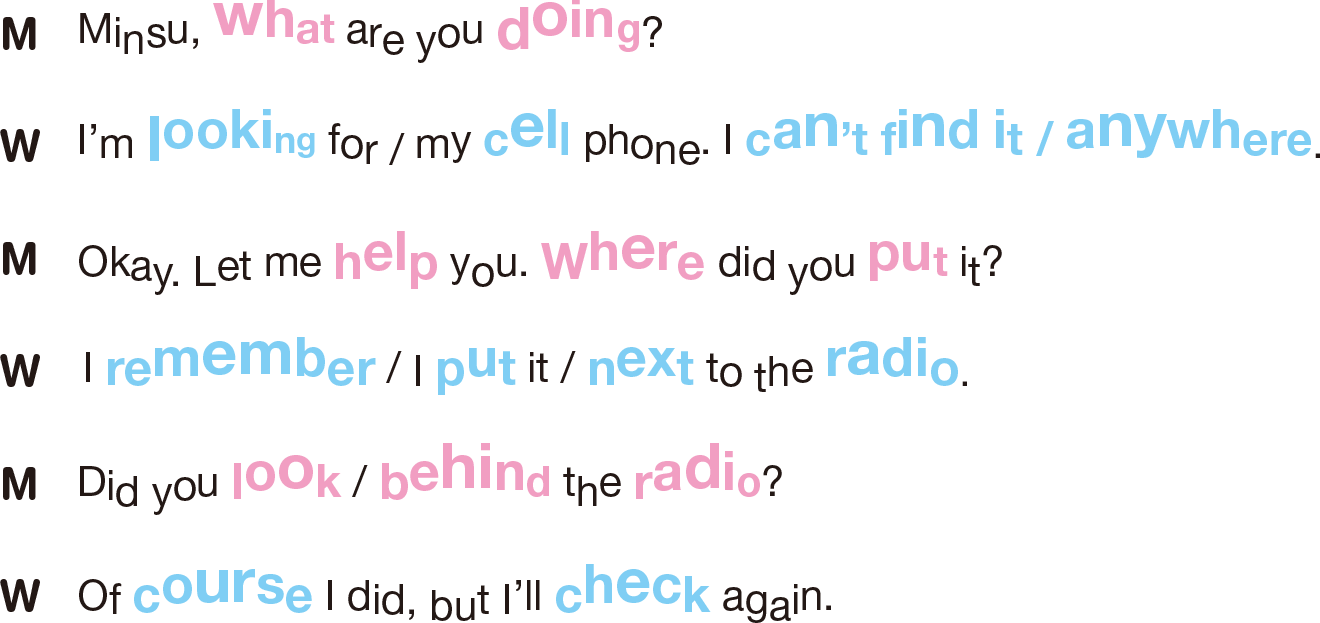 M Minsu, what are you doing?
W I'm looking for / my cell phone. I can't find it / anywhere.
M Okay. Let me help you. Where did you put it?
W I remember / I put it / next to the radio.
M Did you look / behind the radio?
W Of course I did, but I'll check again.